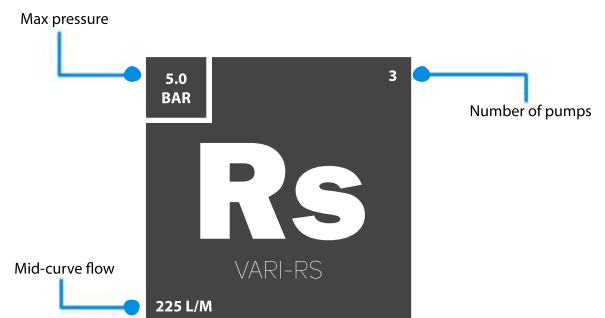 Max pressure
5.0
BAR
3
Number of pumps
Rs
VARI-RS
Mid-curve flow
225 L/M